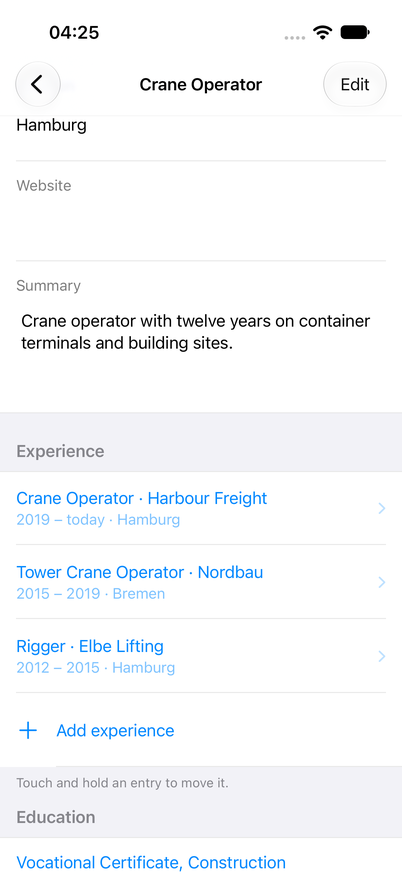 04:25
Crane Operator
Edit
Hamburg
Website
Summary
Crane operator with twelve years on container
terminals and building sites.
Experience
Crane Operator · Harbour Freight
2019 – today · Hamburg
Tower Crane Operator · Nordbau
2015 – 2019 · Bremen
Rigger · Elbe Lifting
2012 – 2015 · Hamburg
Add experience
Touch and hold an entry to move it.
Education
Vocational Certificate, Construction